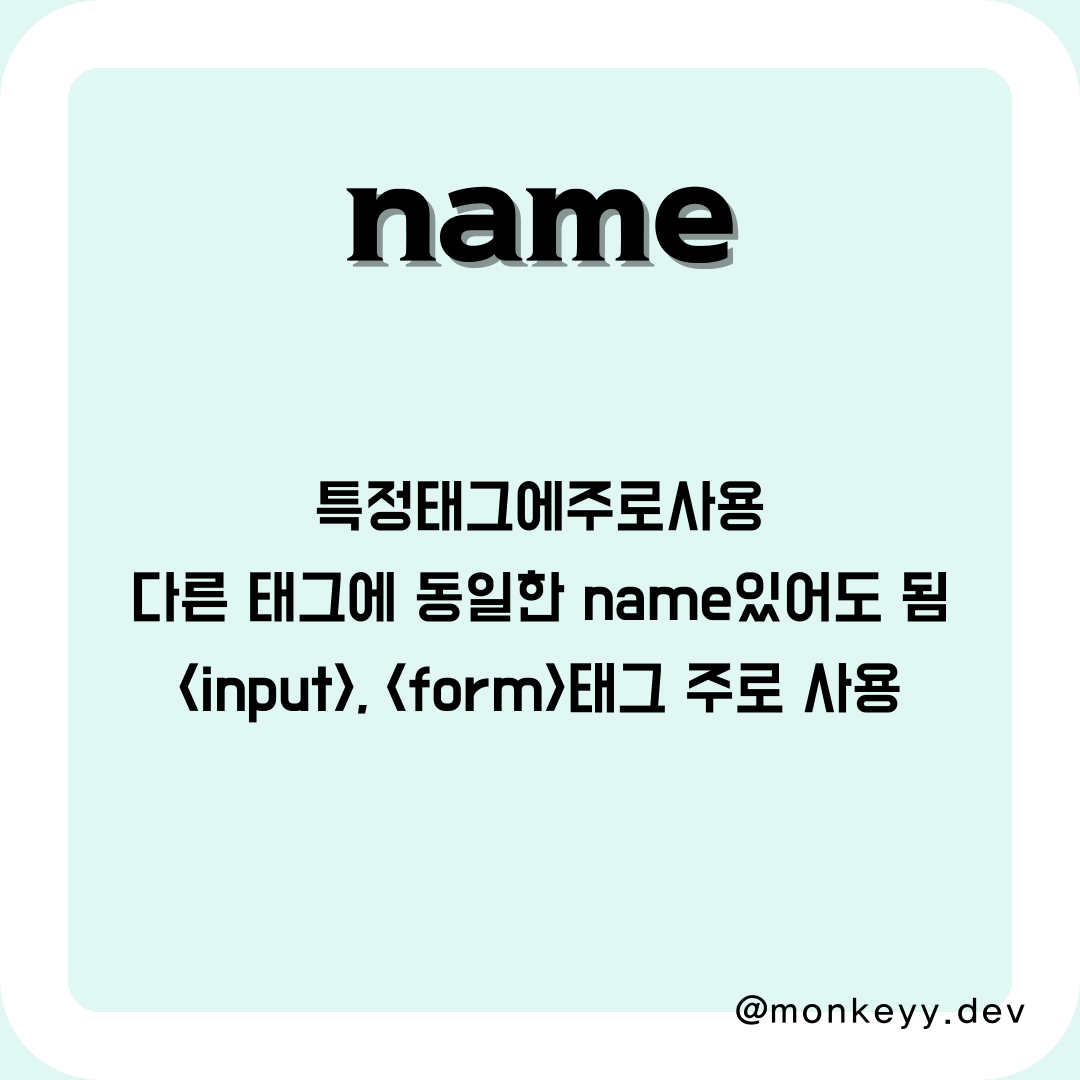 name
특정태그에주로사용
다른 태그에 동일한 name있어도 됨
<input>, <form>태그 주로 사용
@monkeyy.dev